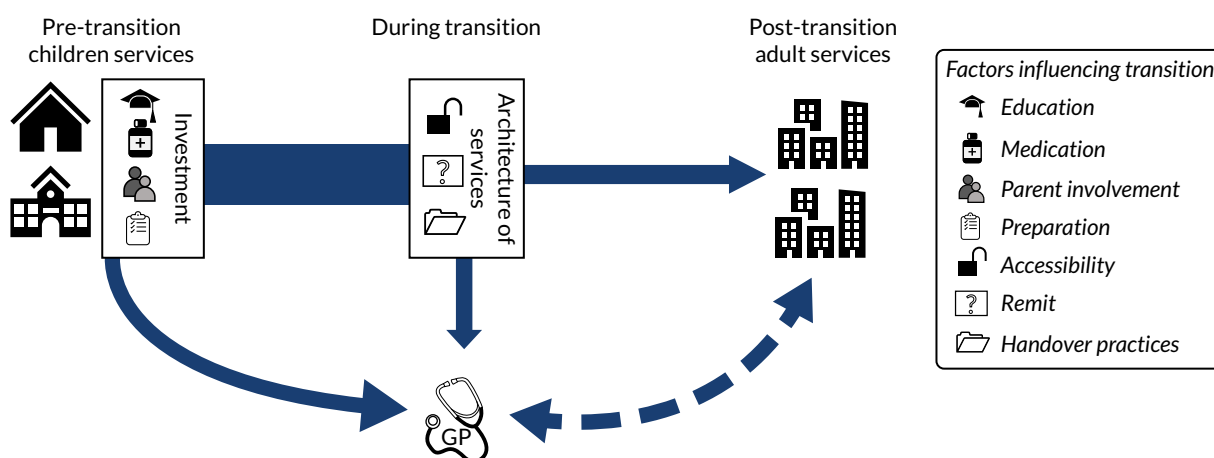 Pre-transition
children services
During transition
Post-transition
adult services
Investment
Architecture of
services
?
GP
Factors influencing transition
Education
Medication
Parent involvement
Preparation
Accessibility
?
Remit
Handover practices